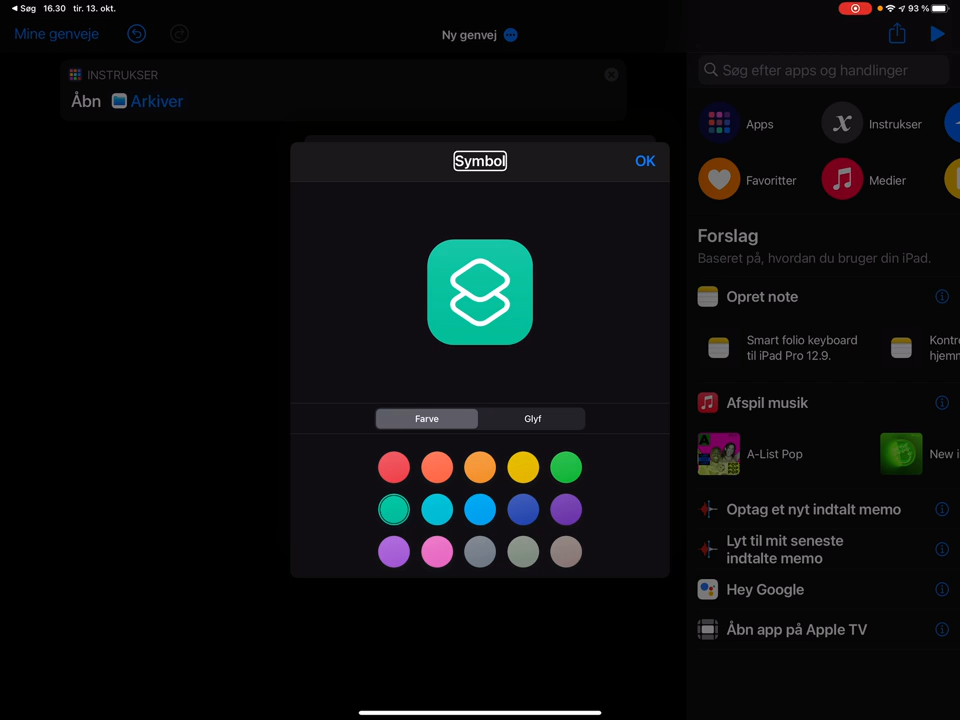 ◀ Søg 16.30 tir. 13. okt. 93 %
Mine genveje
Ny genvej
INSTRUKSER
Åbn Arkiver
Symbol
OK
Farve
Glyf
Søg efter apps og handlinger
Apps
Instrukser
Favoritter
Medier
Forslag
Baseret på, hvordan du bruger din iPad.
Opret note
Smart folio keyboard
til iPad Pro 12.9.
Kontro
hjemm
Afspil musik
A-List Pop
New i
Optag et nyt indtalt memo
Lyt til mit seneste
indtalte memo
Hey Google
Åbn app på Apple TV